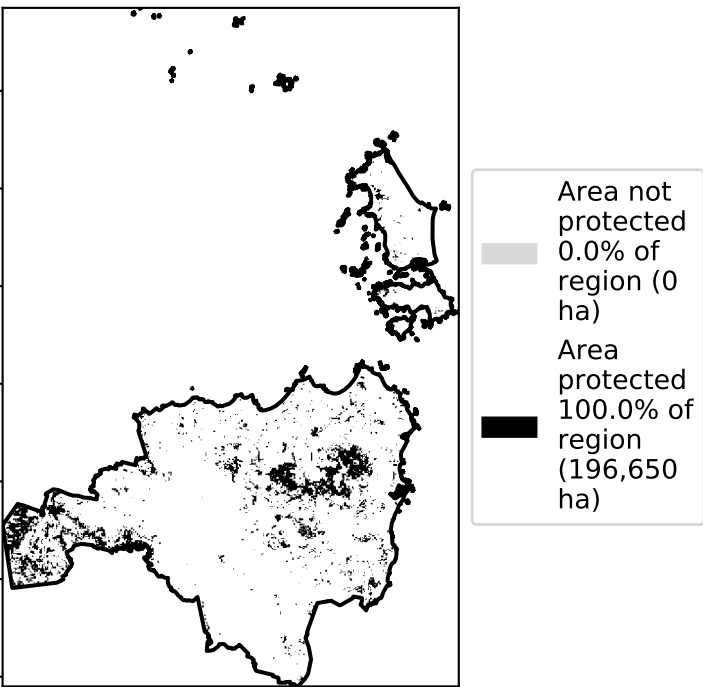 Area not
protected
0.0% of
region (0
ha)
Area
protected
100.0% of
region
(196,650
ha)